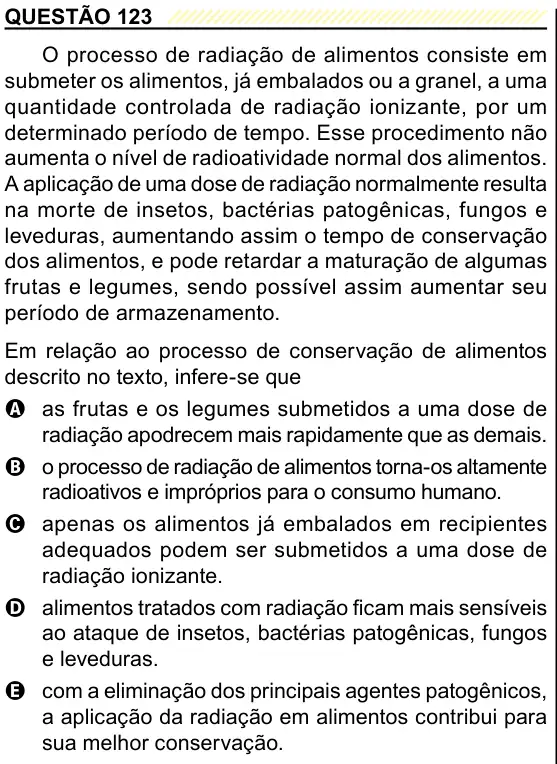 QUESTÃO 123
O processo de radiação de alimentos consiste em
submeter os alimentos, já embalados ou a granel, a uma
quantidade controlada de radiação ionizante, por um
determinado período de tempo. Esse procedimento não
aumenta o nível de radioatividade normal dos alimentos.
A aplicação de uma dose de radiação normalmente resulta
na morte de insetos, bactérias patogênicas, fungos e
leveduras, aumentando assim o tempo de conservação
dos alimentos, e pode retardar a maturação de algumas
frutas e legumes, sendo possível assim aumentar seu
período de armazenamento.
Em relação ao processo de conservação de alimentos
descrito no texto, infere-se que
A as frutas e os legumes submetidos a uma dose de
radiação apodrecem mais rapidamente que as demais.
B o processo de radiação de alimentos torna-os altamente
radioativos e impróprios para o consumo humano.
C apenas os alimentos já embalados em recipientes
adequados podem ser submetidos a uma dose de
radiação ionizante.
D alimentos tratados com radiação ficam mais sensíveis
ao ataque de insetos, bactérias patogênicas, fungos
e leveduras.
E com a eliminação dos principais agentes patogênicos,
a aplicação da radiação em alimentos contribui para
sua melhor conservação.